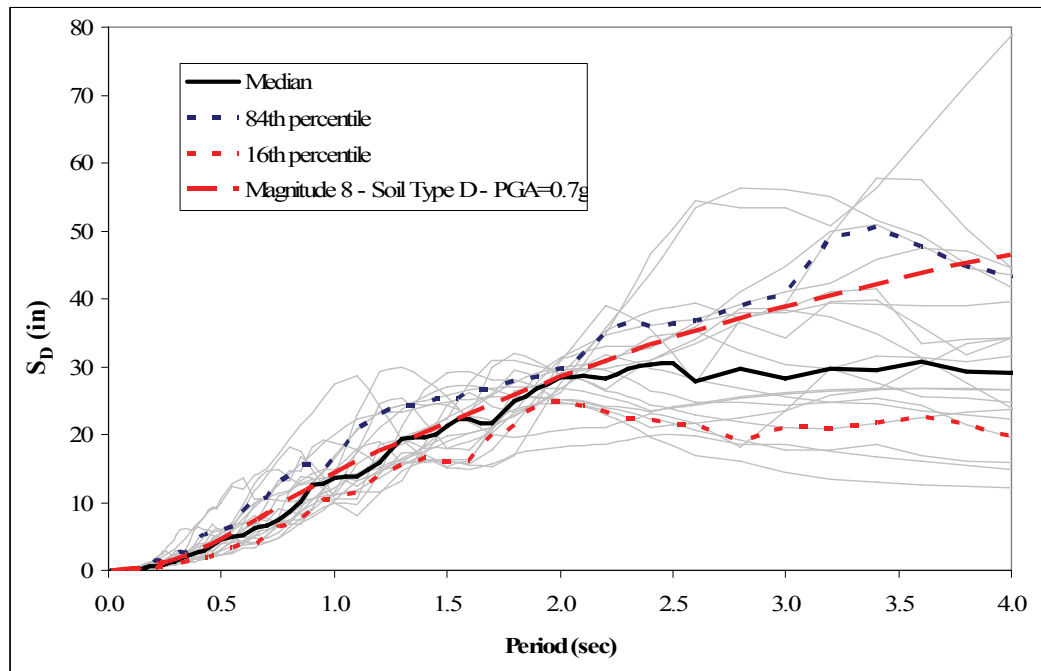 80
70
60
50
40
30
20
10
0
S_D (in)
Median
84th percentile
16th percentile
Magnitude 8 - Soil Type D - PGA=0.7g
0.0 0.5 1.0 1.5 2.0 2.5 3.0 3.5 4.0
Period (sec)